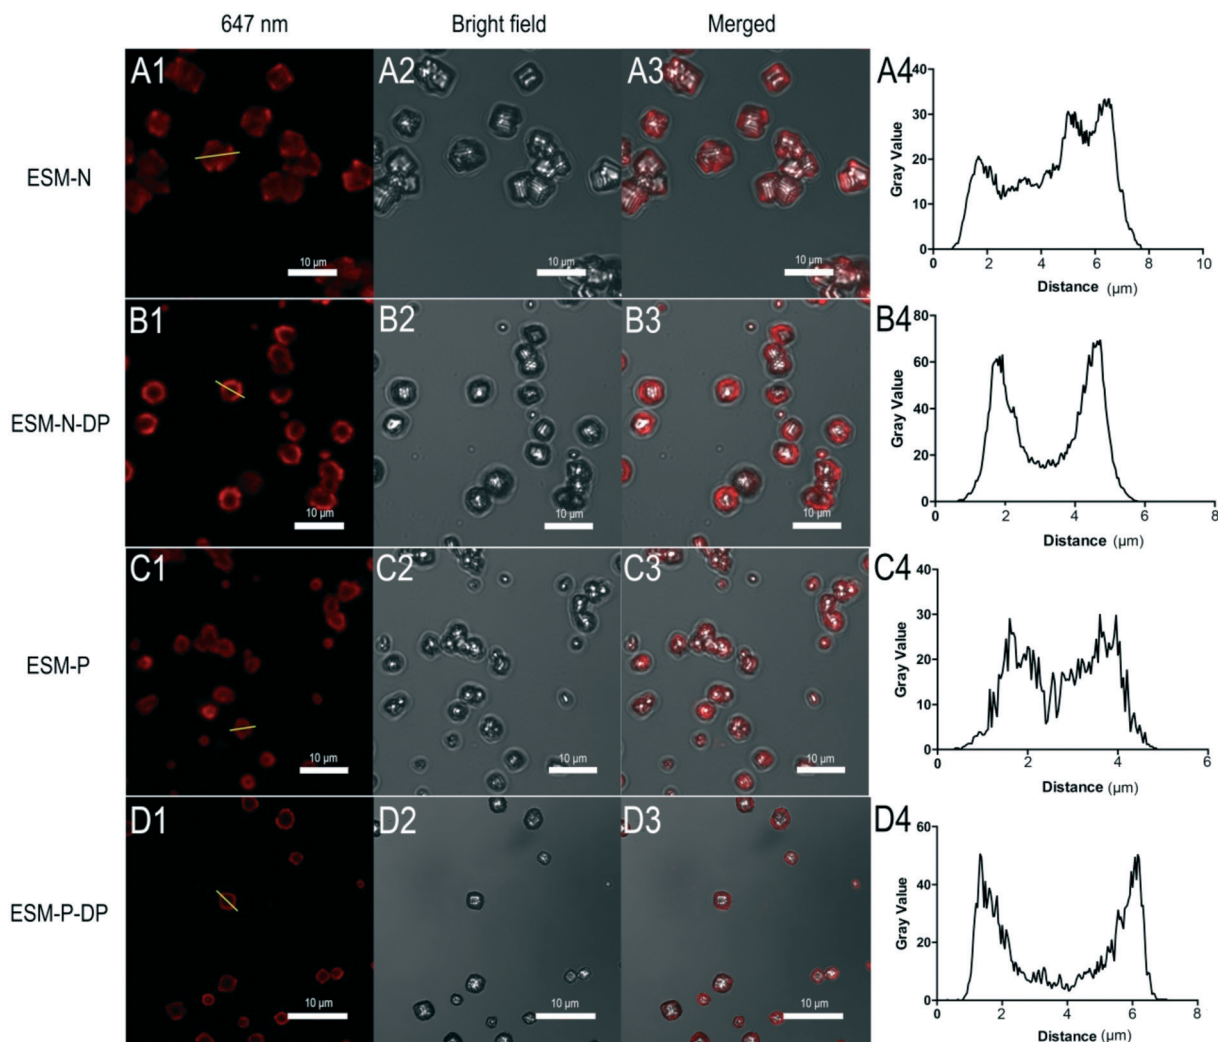 647 nm Bright field Merged
ESM-N
A1 A2 A3 A4
10 µm 10 µm 10 µm
Gray Value
40
30
20
10
0
0 2 4 6 8 10
Distance (µm)
ESM-N-DP
B1 B2 B3 B4
10 µm 10 µm 10 µm
Gray Value
80
60
40
20
0
0 2 4 6 8
Distance (µm)
ESM-P
C1 C2 C3 C4
10 µm 10 µm 10 µm
Gray Value
40
30
20
10
0
0 2 4 6
Distance (µm)
ESM-P-DP
D1 D2 D3 D4
10 µm 10 µm 10 µm
Gray Value
60
40
20
0
0 2 4 6 8
Distance (µm)